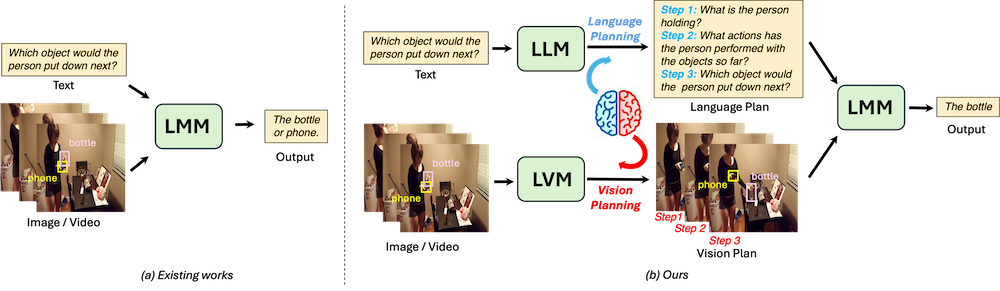 Which object would the
person put down next?
Text
bottle
phone
Image / Video
LMM
The bottle
or phone.
Output
(a) Existing works
Which object would the
person put down next?
Text
LLM
Language
Planning
Step 1: What is the person
holding?
Step 2: What actions has
the person performed with
the objects so far?
Step 3: Which object would
the person put down next?
Language Plan
bottle
phone
Image / Video
LVM
Vision
Planning
phone
bottle
Step1
Step 2
Step 3
Vision Plan
LMM
The bottle
Output
(b) Ours